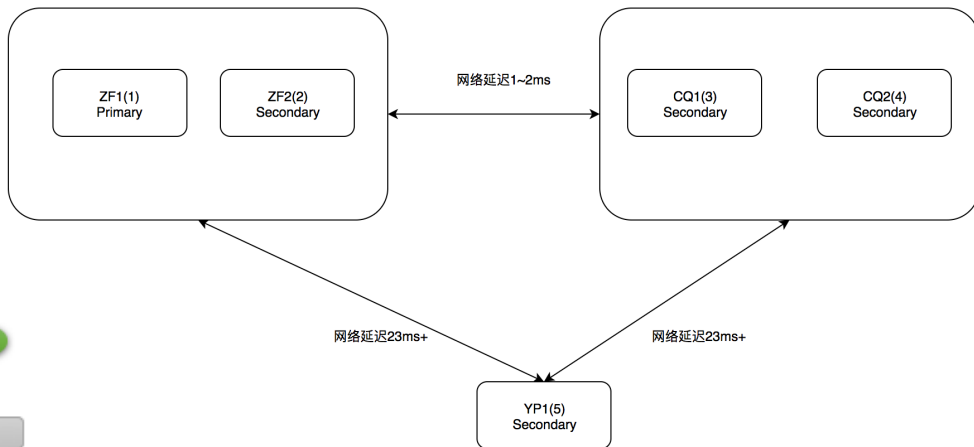 网络延迟1~2ms
ZF1(1)
Primary
ZF2(2)
Secondary
CQ1(3)
Secondary
CQ2(4)
Secondary
网络延迟23ms+
网络延迟23ms+
YP1(5)
Secondary